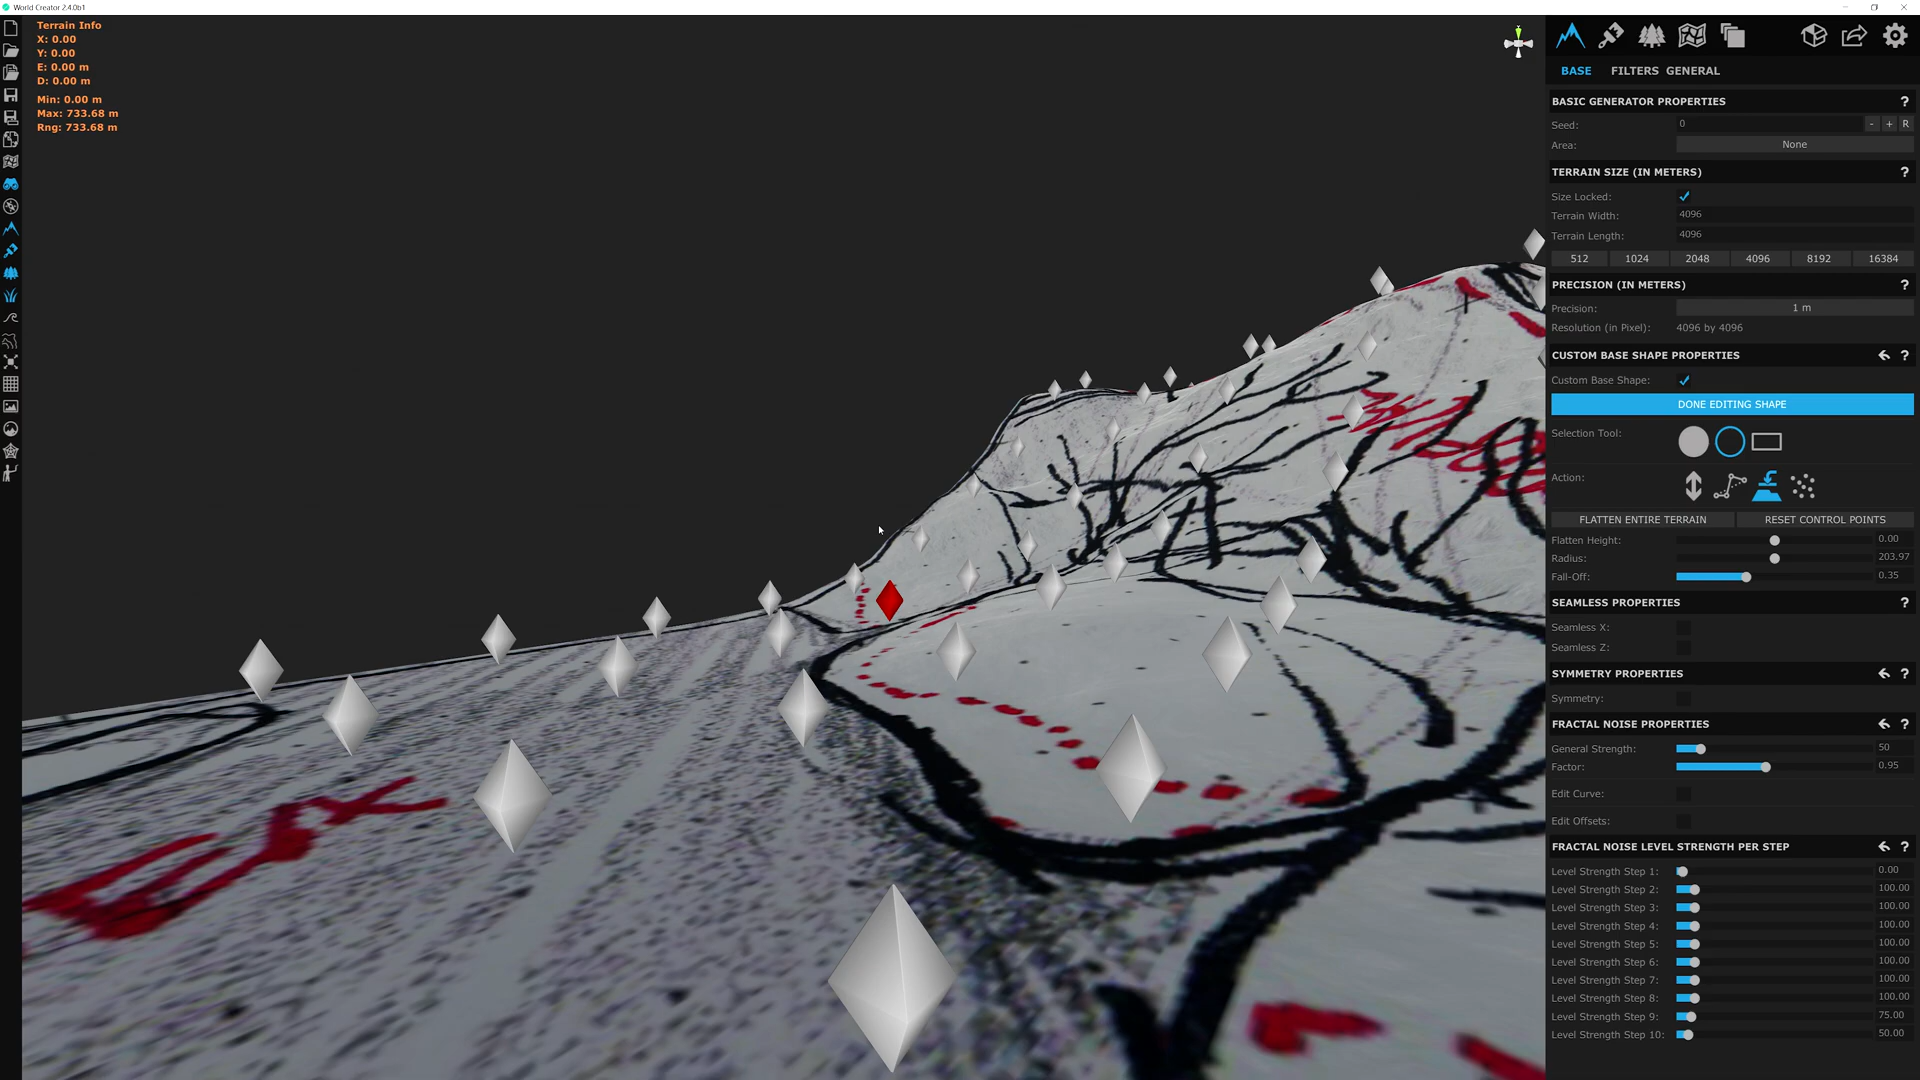 World Creator 2.4.0b1
Terrain Info
X: 0.00
Y: 0.00
E: 0.00 m
D: 0.00 m
Min: 0.00 m
Max: 733.68 m
Rng: 733.68 m
BASE FILTERS GENERAL
BASIC GENERATOR PROPERTIES ?
Seed: 0 - + R
Area: None
TERRAIN SIZE (IN METERS) ?
Size Locked:
Terrain Width: 4096
Terrain Length: 4096
512 1024 2048 4096 8192 16384
PRECISION (IN METERS) ?
Precision: 1 m
Resolution (in Pixel): 4096 by 4096
CUSTOM BASE SHAPE PROPERTIES ?
Custom Base Shape:
DONE EDITING SHAPE
Selection Tool:
Action:
FLATTEN ENTIRE TERRAIN RESET CONTROL POINTS
Flatten Height: 0.00
Radius: 203.97
Fall-Off: 0.35
SEAMLESS PROPERTIES ?
Seamless X:
Seamless Z:
SYMMETRY PROPERTIES ?
Symmetry:
FRACTAL NOISE PROPERTIES ?
General Strength: 50
Factor: 0.95
Edit Curve:
Edit Offsets:
FRACTAL NOISE LEVEL STRENGTH PER STEP ?
Level Strength Step 1: 0.00
Level Strength Step 2: 100.00
Level Strength Step 3: 100.00
Level Strength Step 4: 100.00
Level Strength Step 5: 100.00
Level Strength Step 6: 100.00
Level Strength Step 7: 100.00
Level Strength Step 8: 100.00
Level Strength Step 9: 75.00
Level Strength Step 10: 50.00